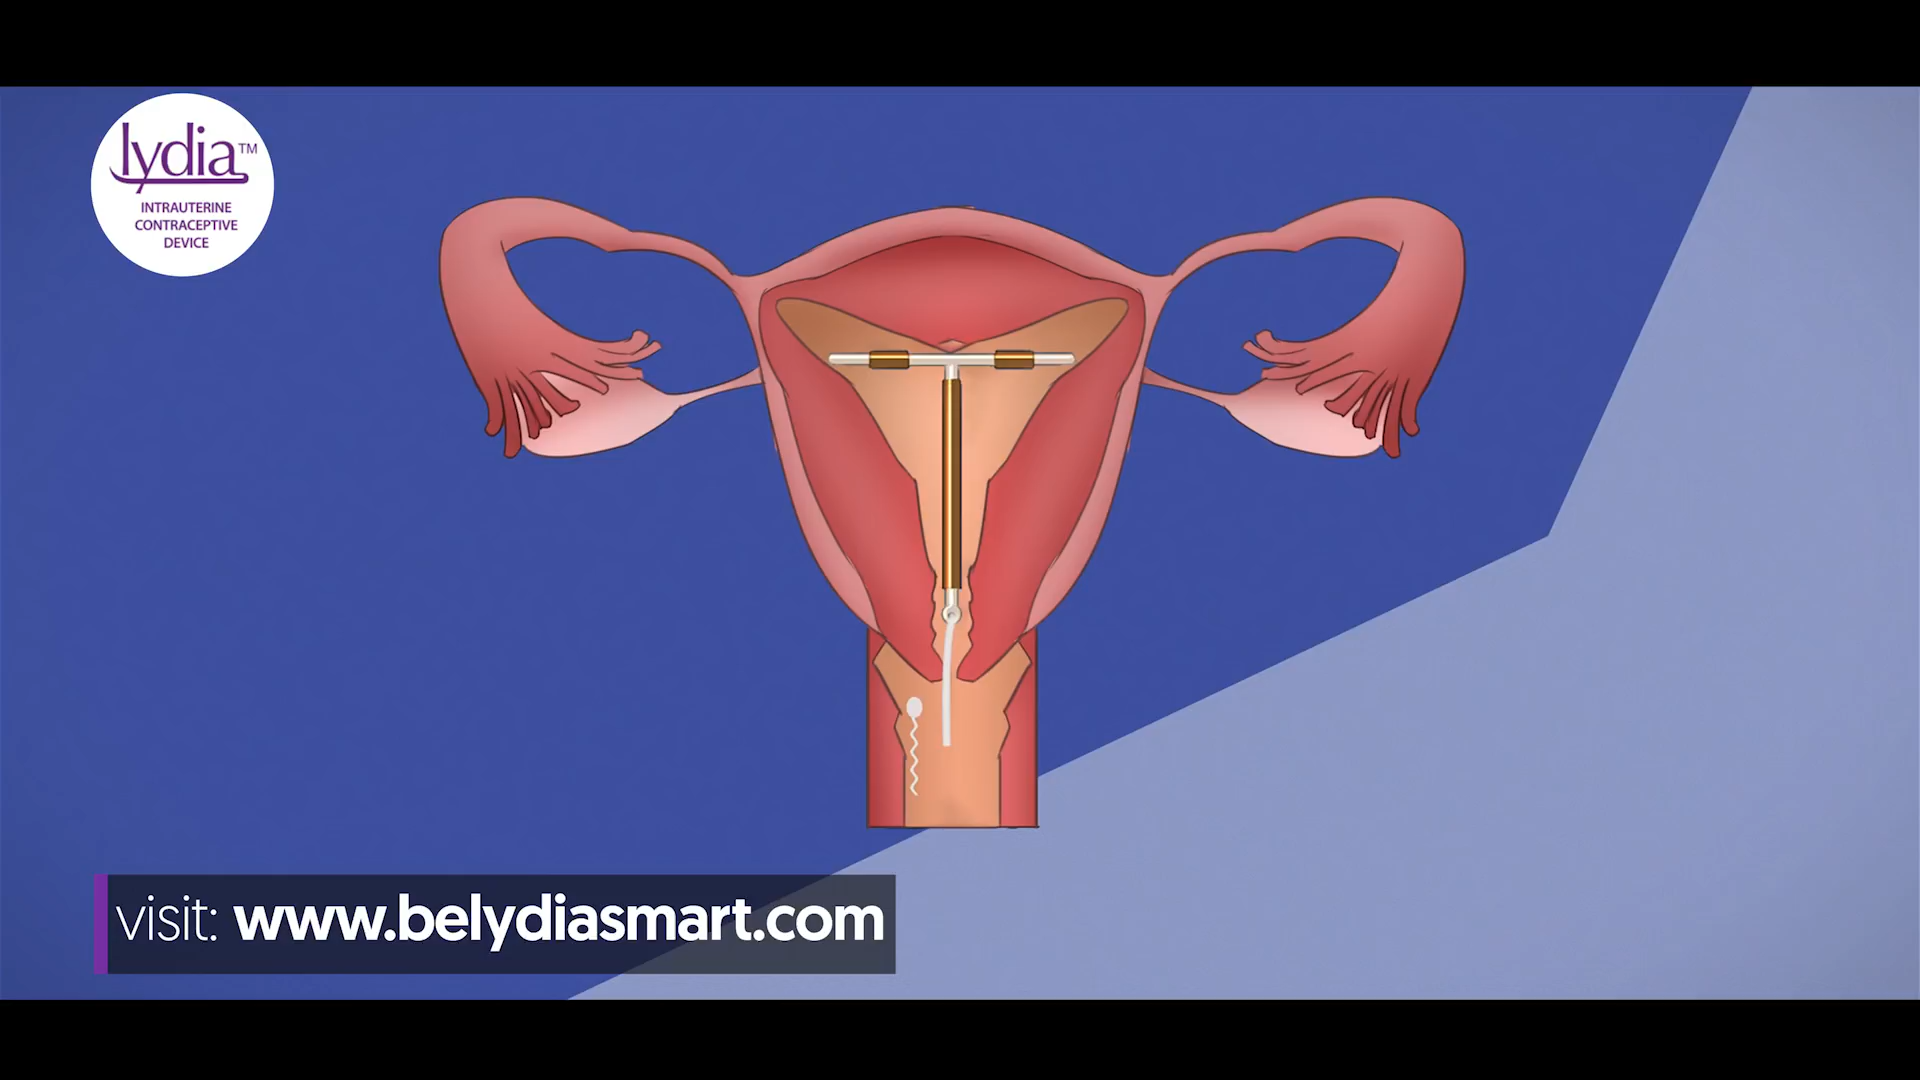 lydia™
INTRAUTERINE
CONTRACEPTIVE
DEVICE
visit: www.belydiasmart.com